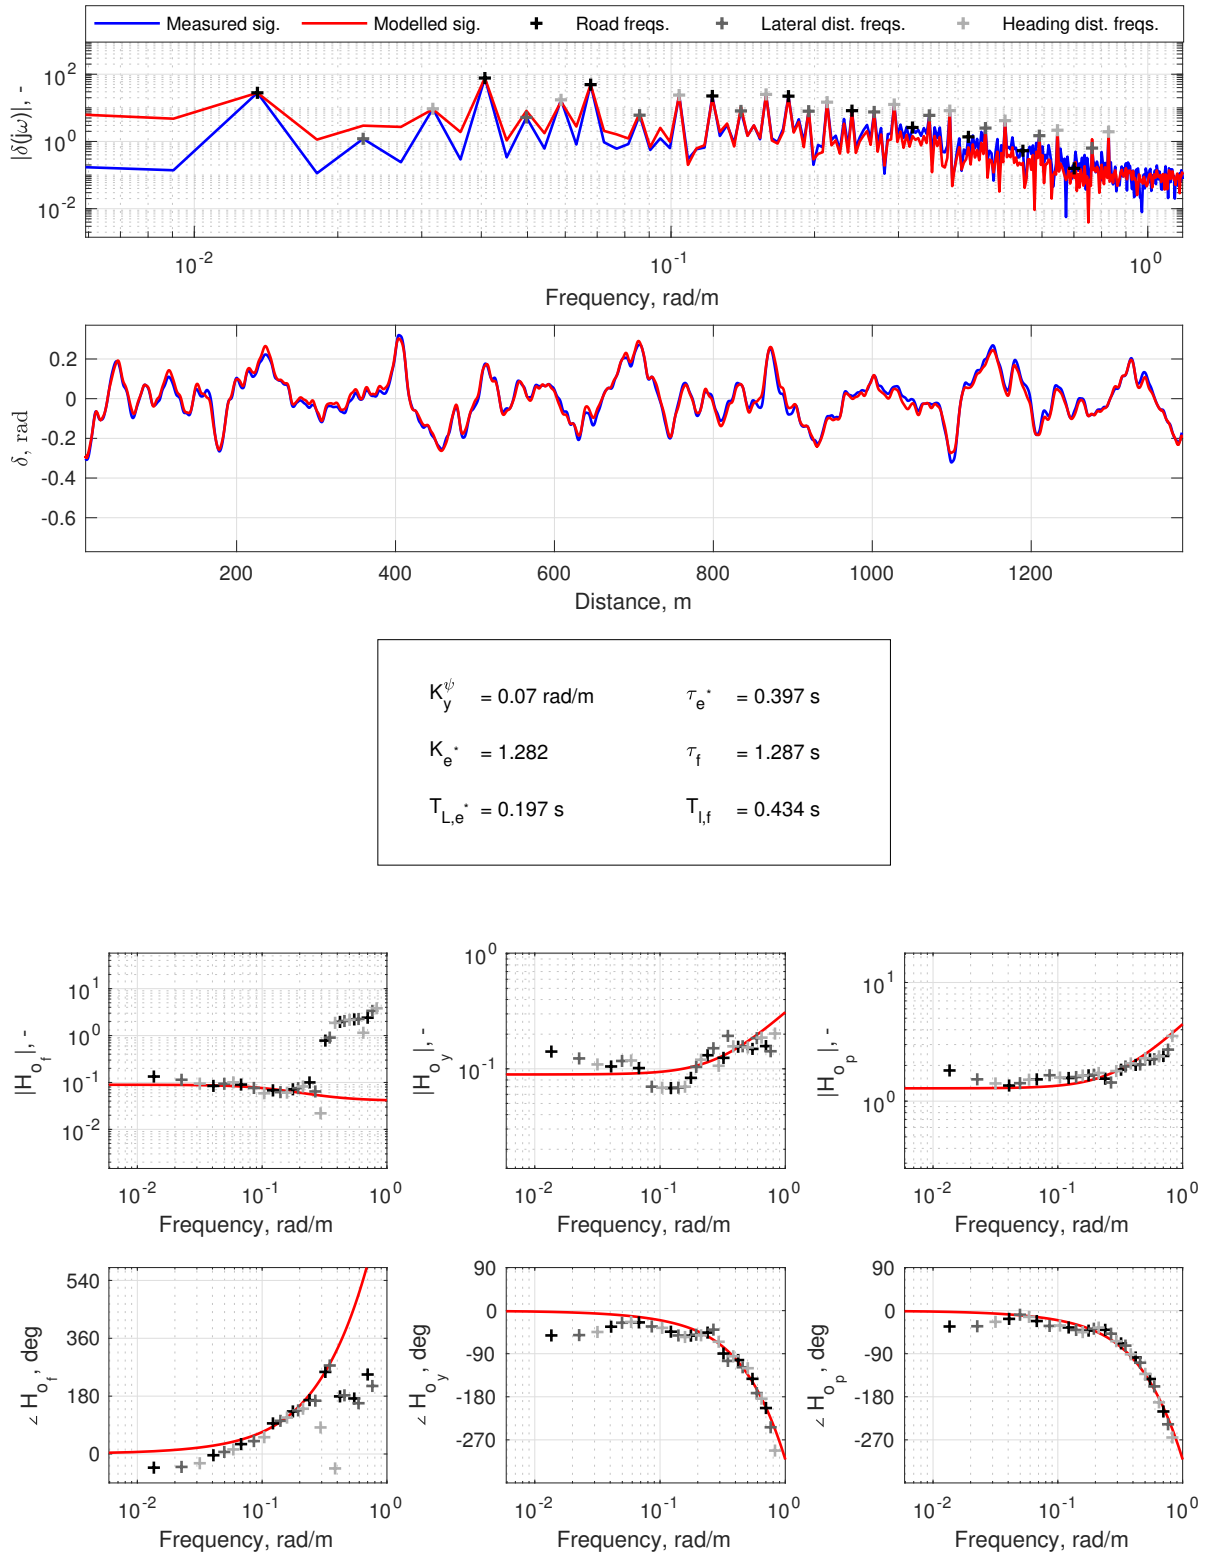 Measured sig. Modelled sig. Road freqs. Lateral dist. freqs. Heading dist. freqs.
|δ(jω)|, -
10^2
10^0
10^-2
10^-2 10^-1 10^0
Frequency, rad/m
δ, rad
0.2
0
-0.2
-0.4
-0.6
200 400 600 800 1000 1200
Distance, m
K_y^ψ = 0.07 rad/m τ_e* = 0.397 s
K_e* = 1.282 τ_f = 1.287 s
T_L,e* = 0.197 s T_l,f = 0.434 s
|H_o_f|, -
10^1
10^0
10^-1
10^-2
10^-2 10^-1 10^0
Frequency, rad/m
|H_o_y|, -
10^0
10^-1
10^-2 10^-1 10^0
Frequency, rad/m
|H_o_p|, -
10^1
10^0
10^-2 10^-1 10^0
Frequency, rad/m
∠ H_o_f, deg
540
360
180
0
10^-2 10^-1 10^0
Frequency, rad/m
∠ H_o_y, deg
90
0
-90
-180
-270
10^-2 10^-1 10^0
Frequency, rad/m
∠ H_o_p, deg
90
0
-90
-180
-270
10^-2 10^-1 10^0
Frequency, rad/m